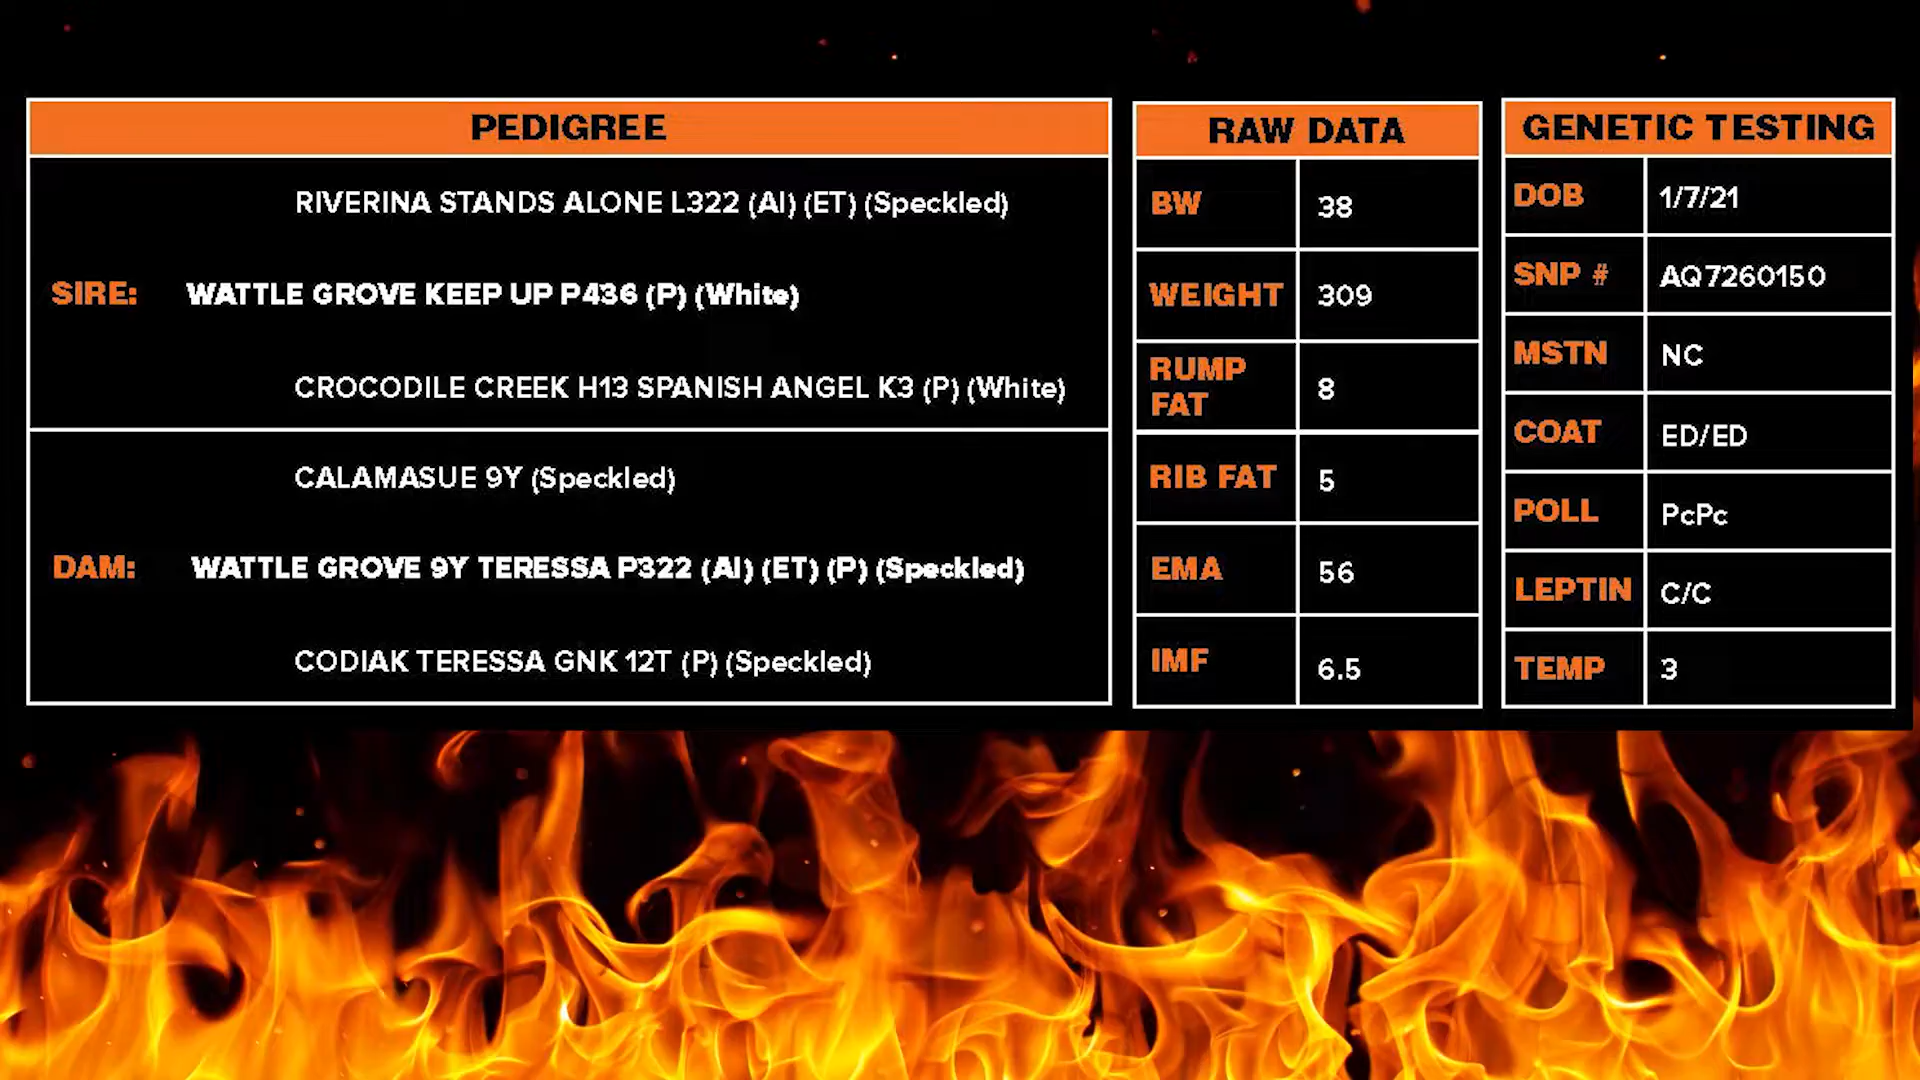 PEDIGREE
RIVERINA STANDS ALONE L322 (AI) (ET) (Speckled)
SIRE: WATTLE GROVE KEEP UP P436 (P) (White)
CROCODILE CREEK H13 SPANISH ANGEL K3 (P) (White)
CALAMASUE 9Y (Speckled)
DAM: WATTLE GROVE 9Y TERESSA P322 (AI) (ET) (P) (Speckled)
CODIAK TERESSA GNK 12T (P) (Speckled)
RAW DATA
BW 38
WEIGHT 309
RUMP
FAT 8
RIB FAT 5
EMA 56
IMF 6.5
GENETIC TESTING
DOB 1/7/21
SNP # AQ7260150
MSTN NC
COAT ED/ED
POLL PcPc
LEPTIN C/C
TEMP 3